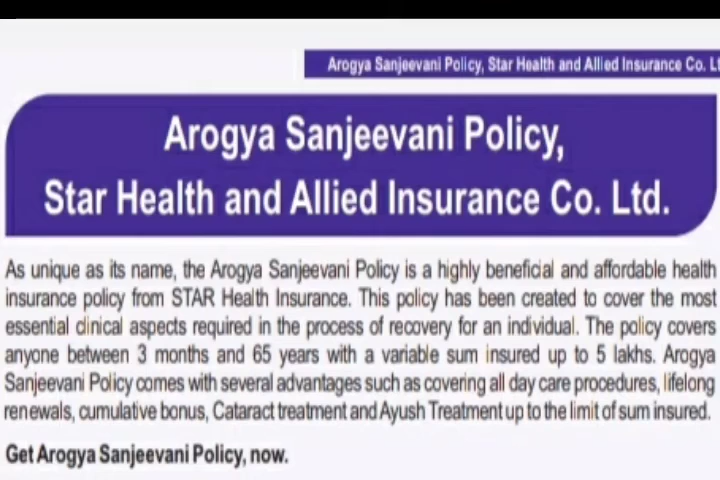 Arogya Sanjeevani Policy, Star Health and Allied Insurance Co. Lt
Arogya Sanjeevani Policy,
Star Health and Allied Insurance Co. Ltd.
As unique as its name, the Arogya Sanjeevani Policy is a highly beneficial and affordable health
insurance policy from STAR Health Insurance. This policy has been created to cover the most
essential clinical aspects required in the process of recovery for an individual. The policy covers
anyone between 3 months and 65 years with a variable sum insured up to 5 lakhs. Arogya
Sanjeevani Policy comes with several advantages such as covering all day care procedures, lifelong
renewals, cumulative bonus, Cataract treatment and Ayush Treatment up to the limit of sum insured.
Get Arogya Sanjeevani Policy, now.